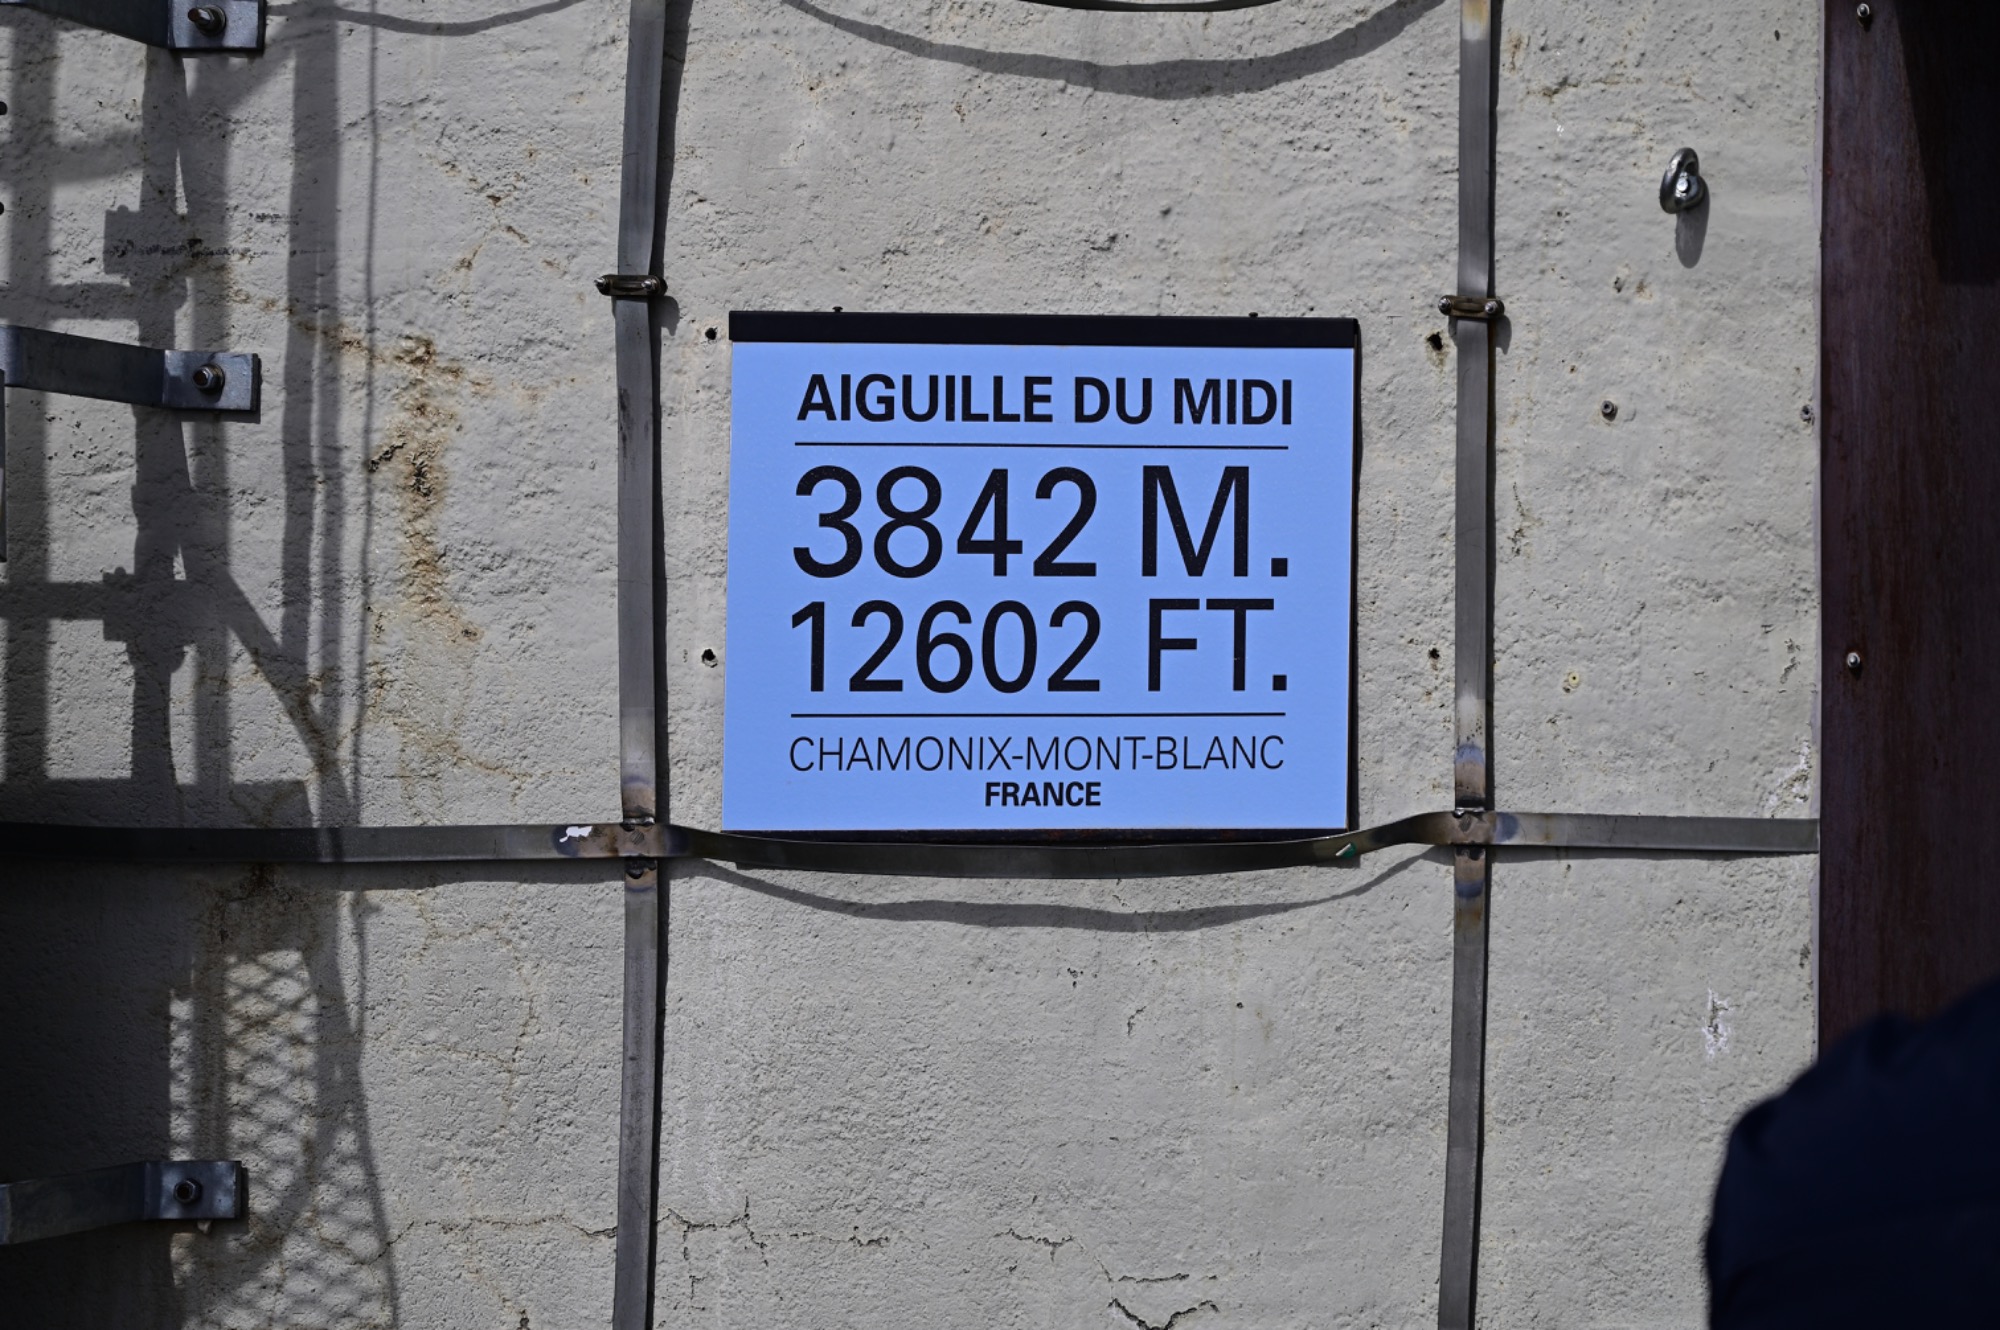 AIGUILLE DU MIDI
3842 M.
12602 FT.
CHAMONIX-MONT-BLANC
FRANCE